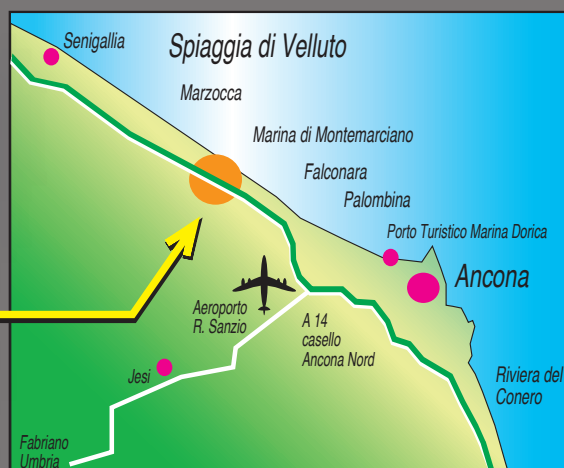 Senigallia
Spiaggia di Velluto
Marzocca
Marina di Montemarciano
Falconara
Palombina
Porto Turistico Marina Dorica
Ancona
Aeroporto
R. Sanzio
A 14
casello
Ancona Nord
Jesi
Riviera del
Conero
Fabriano
Umbria